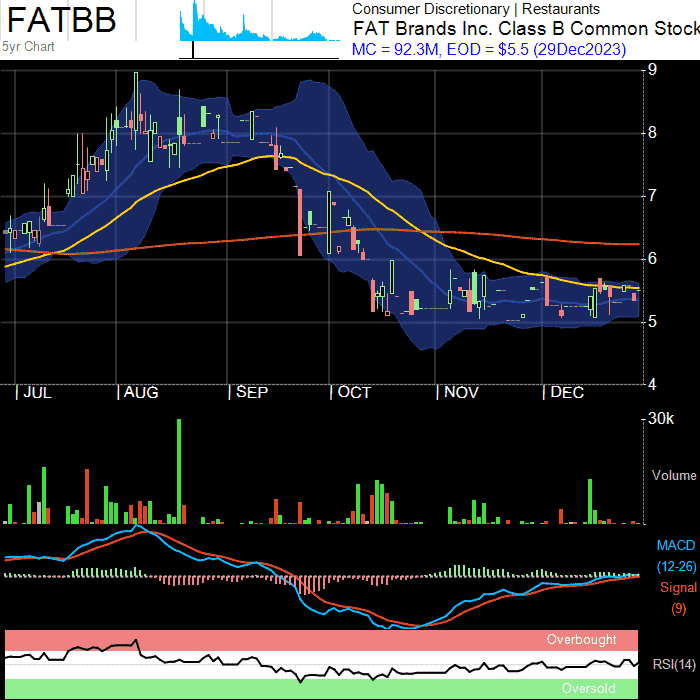 FATBB
5yr Chart
Consumer Discretionary | Restaurants
FAT Brands Inc. Class B Common Stock
MC = 92.3M, EOD = $5.5 (29Dec2023)
9
8
7
6
5
4
| JUL | AUG | SEP | OCT | NOV | DEC
30k
Volume
MACD
(12-26)
Signal
(9)
Overbought
RSI(14)
Oversold